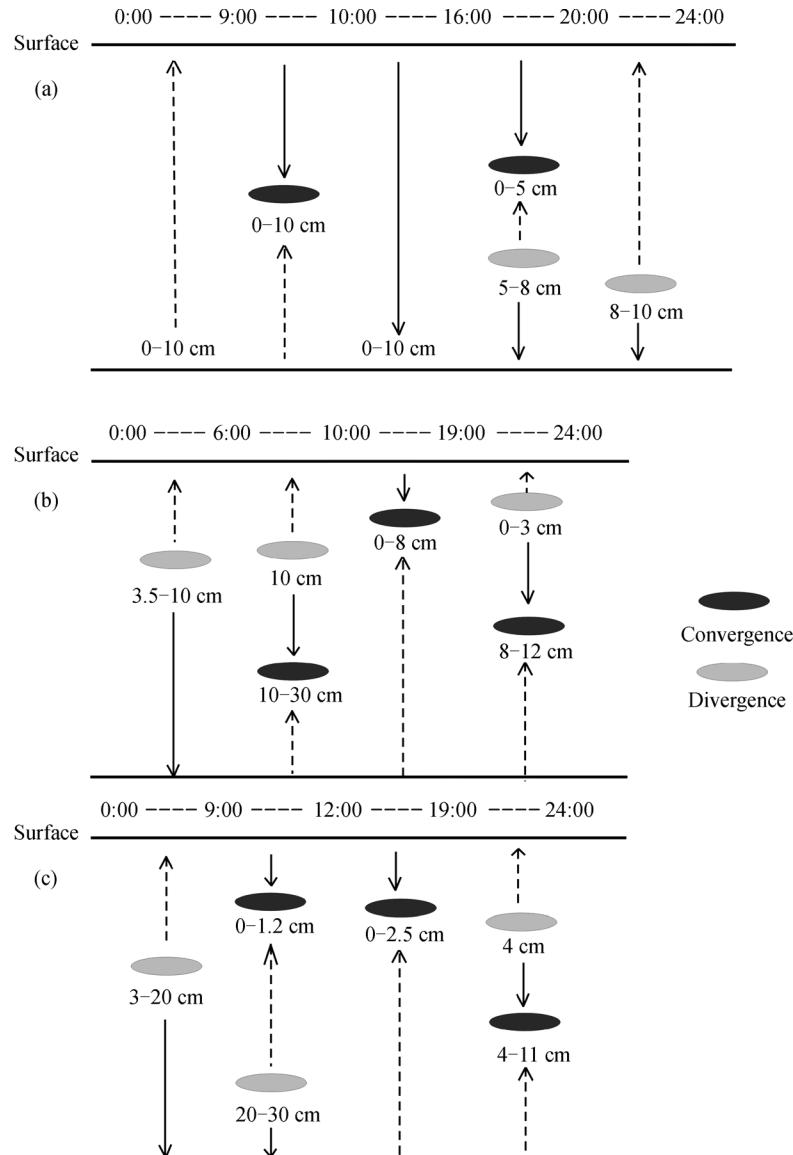 0:00 ---- 9:00 ---- 10:00 ---- 16:00 ---- 20:00 ---- 24:00
Surface
(a)
0-5 cm
0-10 cm
5-8 cm
8-10 cm
0-10 cm
0-10 cm
0:00 ---- 6:00 ---- 10:00 ---- 19:00 ---- 24:00
Surface
(b)
0-3 cm
0-8 cm
10 cm
3.5-10 cm
Convergence
8-12 cm
10-30 cm
Divergence
0:00 ---- 9:00 ---- 12:00 ---- 19:00 ---- 24:00
Surface
(c)
0-1.2 cm
0-2.5 cm
4 cm
3-20 cm
4-11 cm
20-30 cm